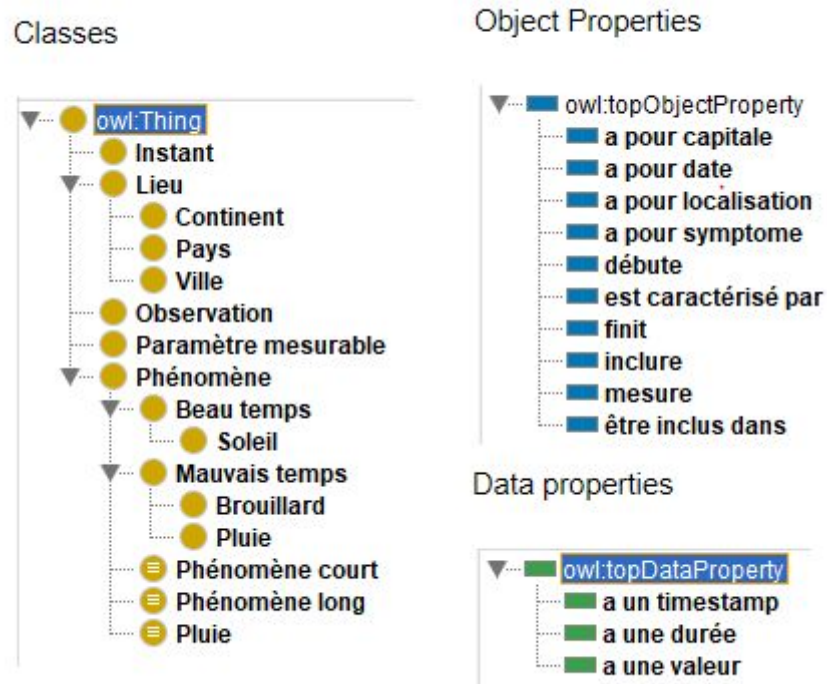 Classes
owl:Thing
Instant
Lieu
Continent
Pays
Ville
Observation
Paramètre mesurable
Phénomène
Beau temps
Soleil
Mauvais temps
Brouillard
Pluie
Phénomène court
Phénomène long
Pluie
Object Properties
owl:topObjectProperty
a pour capitale
a pour date
a pour localisation
a pour symptome
débute
est caractérisé par
finit
inclure
mesure
être inclus dans
Data properties
owl:topDataProperty
a un timestamp
a une durée
a une valeur